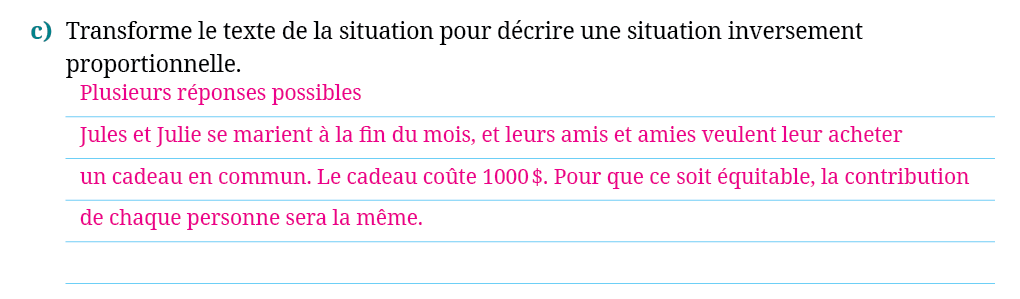 c) Transforme le texte de la situation pour décrire une situation inversement
proportionnelle.
Plusieurs réponses possibles
Jules et Julie se marient à la fin du mois, et leurs amis et amies veulent leur acheter
un cadeau en commun. Le cadeau coûte 1000 $. Pour que ce soit équitable, la contribution
de chaque personne sera la même.